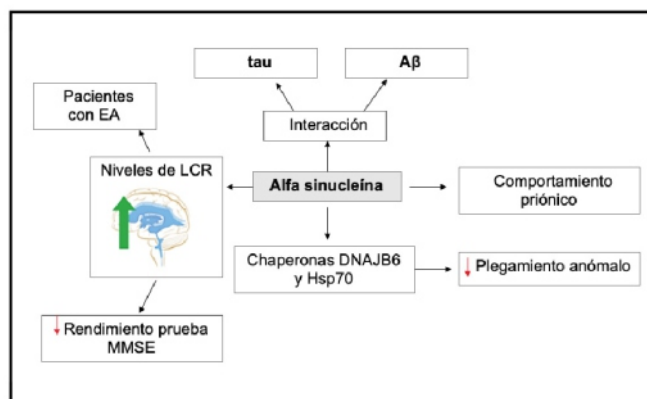 tau
Aβ
Pacientes
con EA
Interacción
Niveles de LCR
Alfa sinucleína
Comportamiento
priónico
Chaperonas DNAJB6
y Hsp70
Plegamiento anómalo
Rendimiento prueba
MMSE